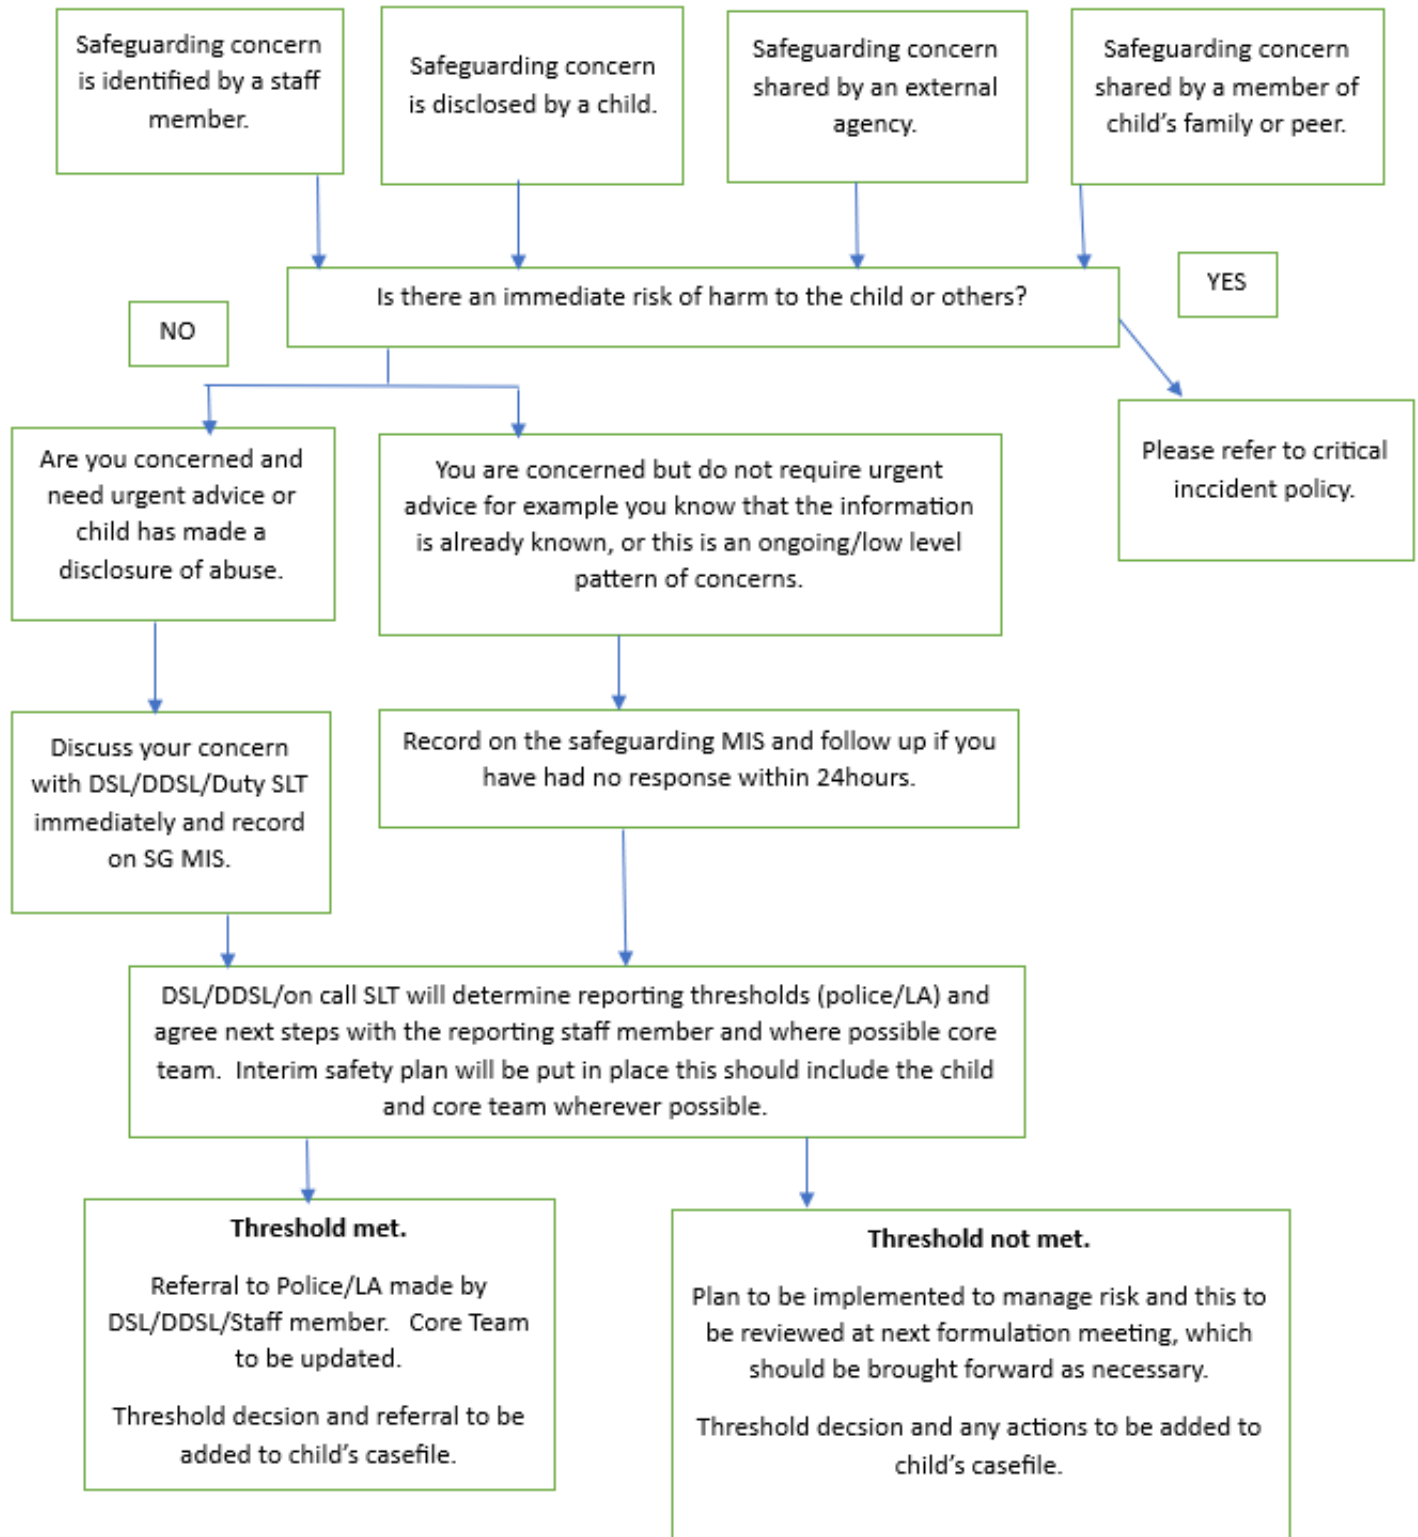 Safeguarding concern
is identified by a staff
member.
Safeguarding concern
is disclosed by a child.
Safeguarding concern
shared by an external
agency.
Safeguarding concern
shared by a member of
child's family or peer.
Is there an immediate risk of harm to the child or others?
YES
NO
Are you concerned and
need urgent advice or
child has made a
disclosure of abuse.
You are concerned but do not require urgent
advice for example you know that the information
is already known, or this is an ongoing/low level
pattern of concerns.
Please refer to critical
inccident policy.
Discuss your concern
with DSL/DDSL/Duty SLT
immediately and record
on SG MIS.
Record on the safeguarding MIS and follow up if you
have had no response within 24hours.
DSL/DDSL/on call SLT will determine reporting thresholds (police/LA) and
agree next steps with the reporting staff member and where possible core
team. Interim safety plan will be put in place this should include the child
and core team wherever possible.
Threshold met.
Referral to Police/LA made by
DSL/DDSL/Staff member. Core Team
to be updated.
Threshold decsion and referral to be
added to child's casefile.
Threshold not met.
Plan to be implemented to manage risk and this to
be reviewed at next formulation meeting, which
should be brought forward as necessary.
Threshold decsion and any actions to be added to
child's casefile.